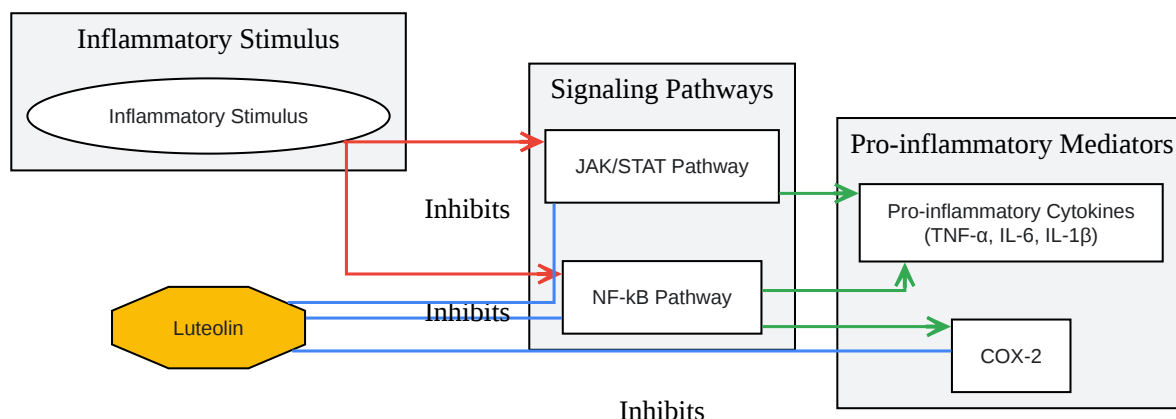 Inflammatory Stimulus
Inflammatory Stimulus
Signaling Pathways
JAK/STAT Pathway
Pro-inflammatory Mediators
Pro-inflammatory Cytokines
(TNF-α, IL-6, IL-1β)
Inhibits
NF-kB Pathway
Inhibits
Luteolin
COX-2
Inhibits